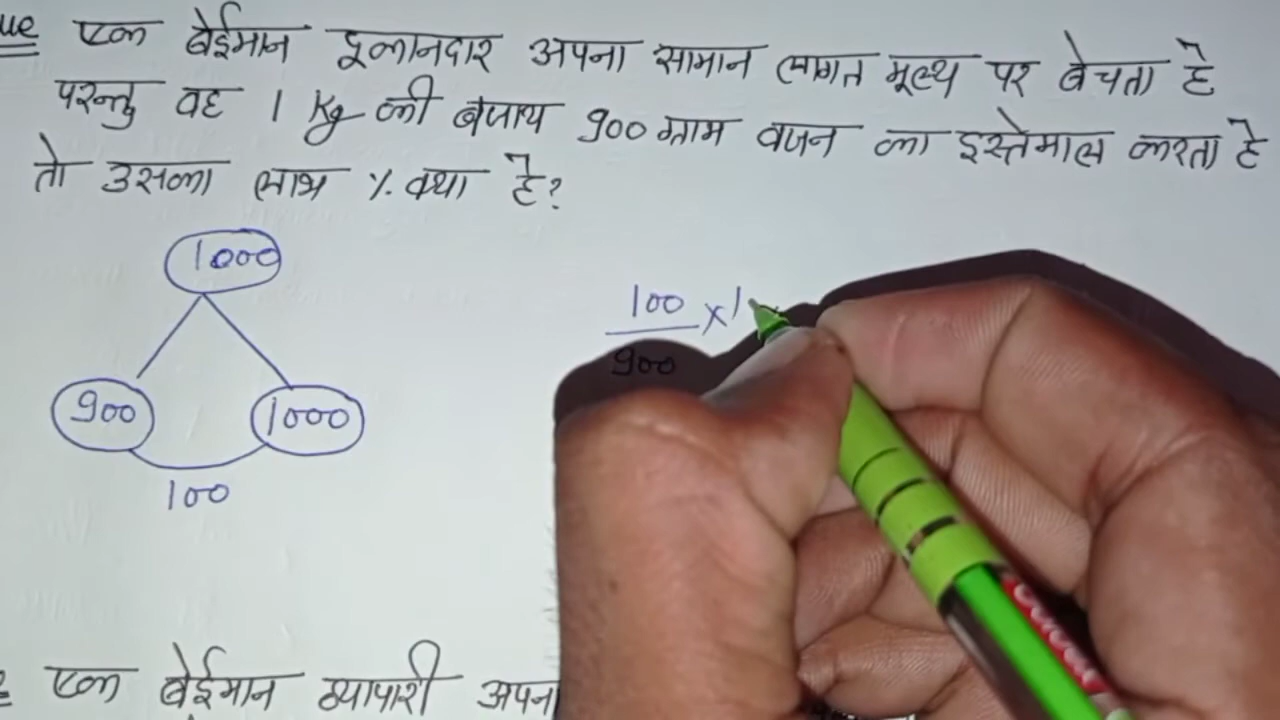 que एक बेईमान दूकानदार अपना सामान लागत मूल्य पर बेचता है
परन्तु वह 1 Kg की बजाय 900 ग्राम वजन का इस्तेमाल करता है
तो उसका लाभ % क्या है?
1000
100 × 1
900
900 1000
100
एक बेईमान व्यापारी अपना